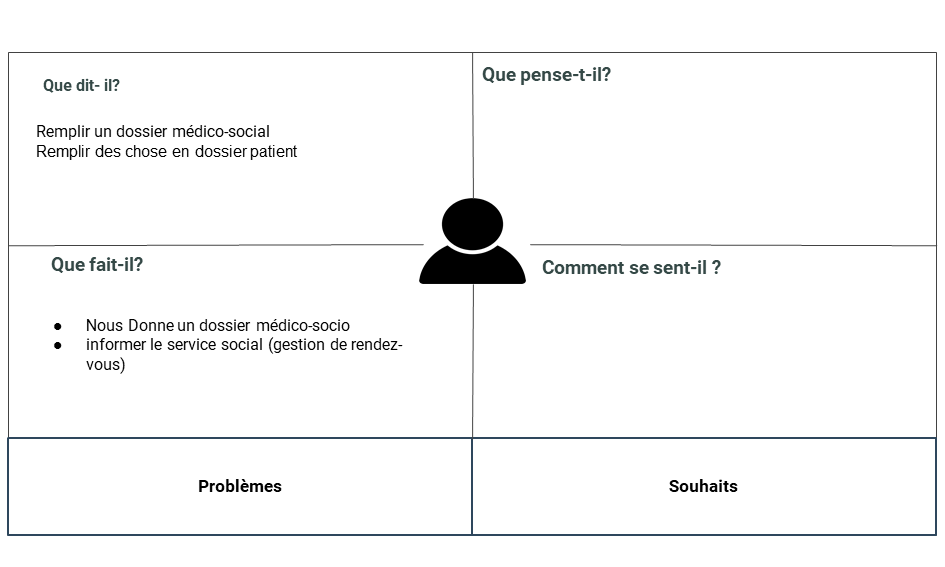 Que dit- il?
Remplir un dossier médico-social
Remplir des chose en dossier patient
Que pense-t-il?
Que fait-il?
● Nous Donne un dossier médico-socio
● informer le service social (gestion de rendez-
vous)
Comment se sent-il ?
Problèmes
Souhaits